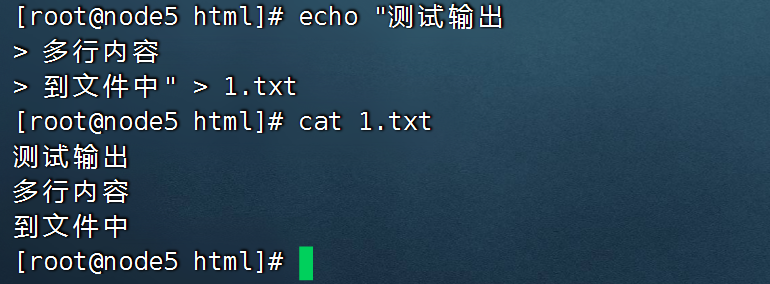 [root@node5 html]# echo "测试输出
> 多行内容
> 到文件中" > 1.txt
[root@node5 html]# cat 1.txt
测试输出
多行内容
到文件中
[root@node5 html]#